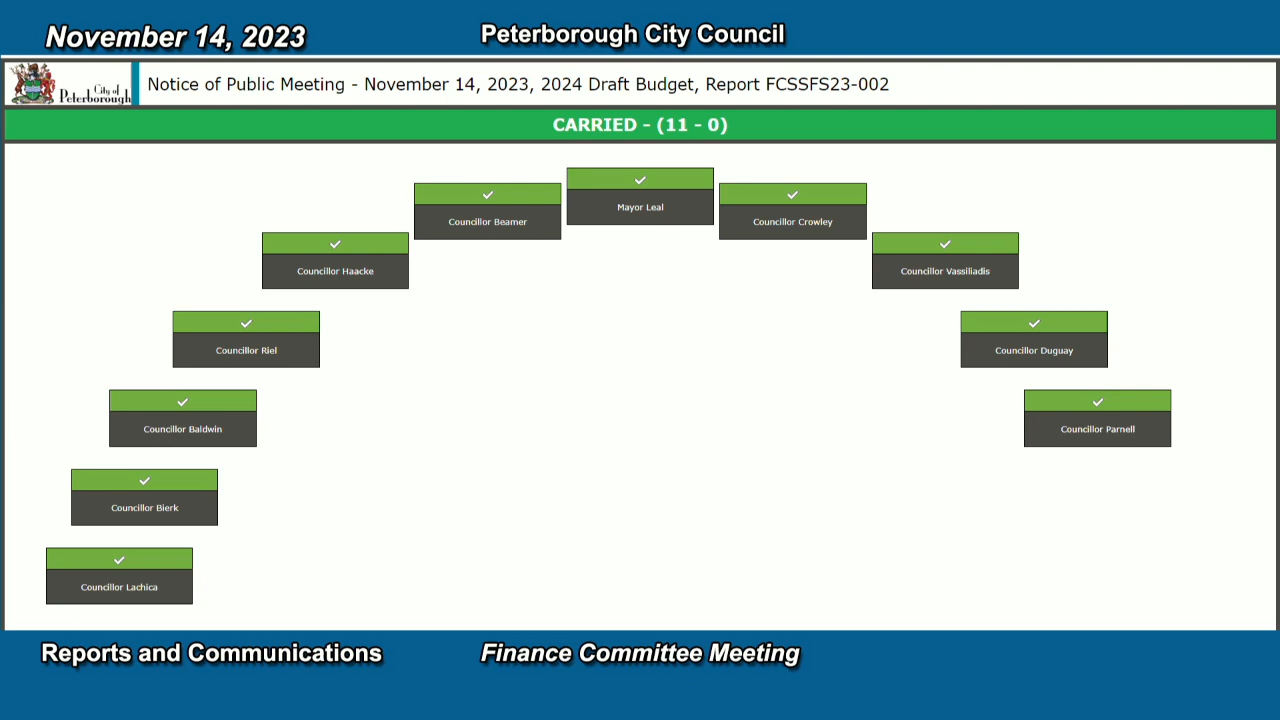 November 14, 2023
Peterborough City Council
City of
Peterborough
Notice of Public Meeting - November 14, 2023, 2024 Draft Budget, Report FCSSFS23-002
CARRIED - (11 - 0)
Mayor Leal
Councillor Beamer
Councillor Crowley
Councillor Haacke
Councillor Vassiliadis
Councillor Riel
Councillor Duguay
Councillor Baldwin
Councillor Parnell
Councillor Bierk
Councillor Lachica
Reports and Communications
Finance Committee Meeting